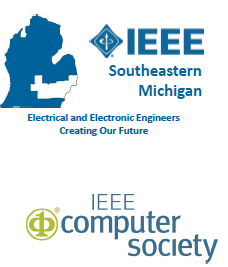 IEEE
Southeastern
Michigan
Electrical and Electronic Engineers
Creating Our Future
IEEE
computer
society